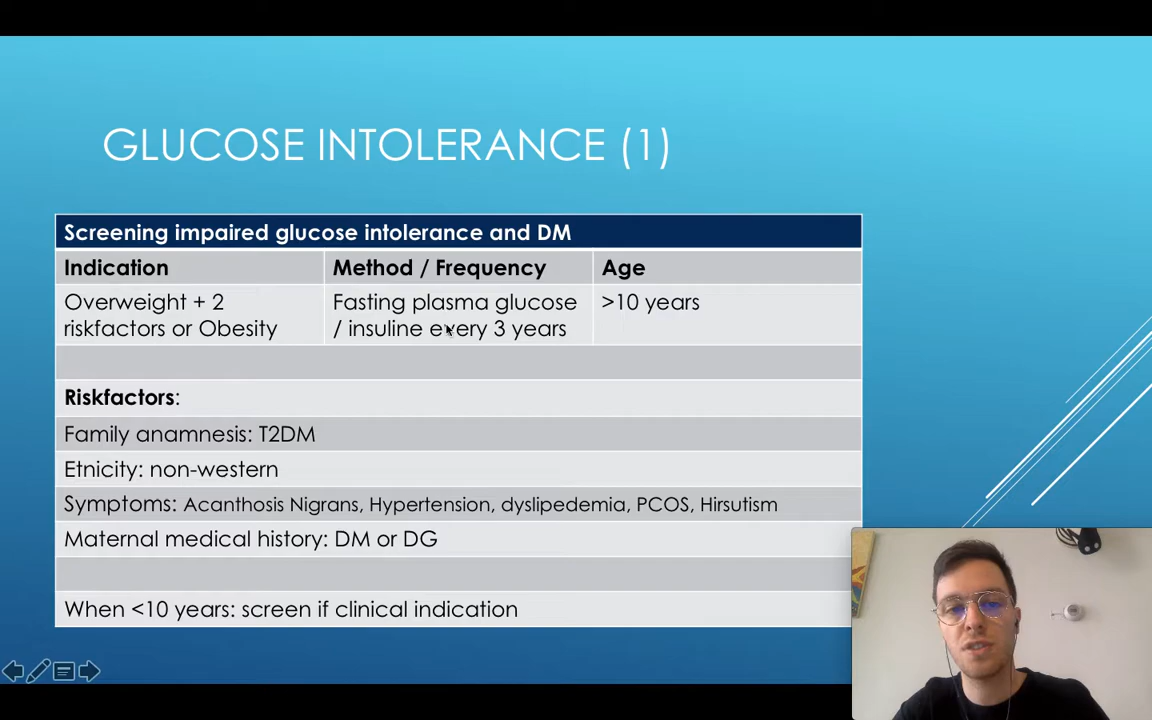 GLUCOSE INTOLERANCE (1)
Screening impaired glucose intolerance and DM
Indication
Method / Frequency
Age
Overweight + 2
riskfactors or Obesity
Fasting plasma glucose
/ insuline every 3 years
>10 years
Riskfactors:
Family anamnesis: T2DM
Etnicity: non-western
Symptoms: Acanthosis Nigrans, Hypertension, dyslipedemia, PCOS, Hirsutism
Maternal medical history: DM or DG
When <10 years: screen if clinical indication